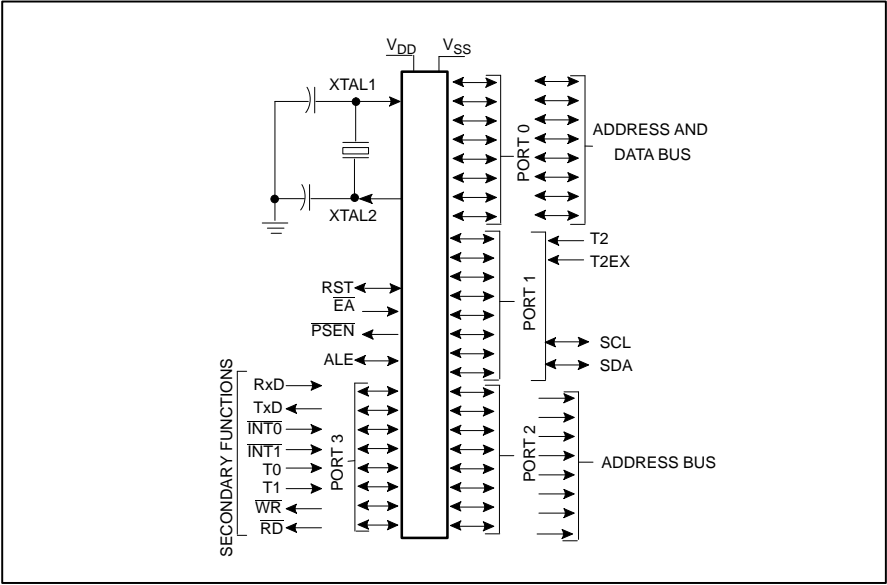 VDD
VSS
XTAL1
XTAL2
PORT 0
ADDRESS AND
DATA BUS
T2
T2EX
PORT 1
SCL
SDA
RST
EA
PSEN
ALE
SECONDARY FUNCTIONS
RxD
TxD
INT0
INT1
T0
T1
WR
RD
PORT 3
PORT 2
ADDRESS BUS